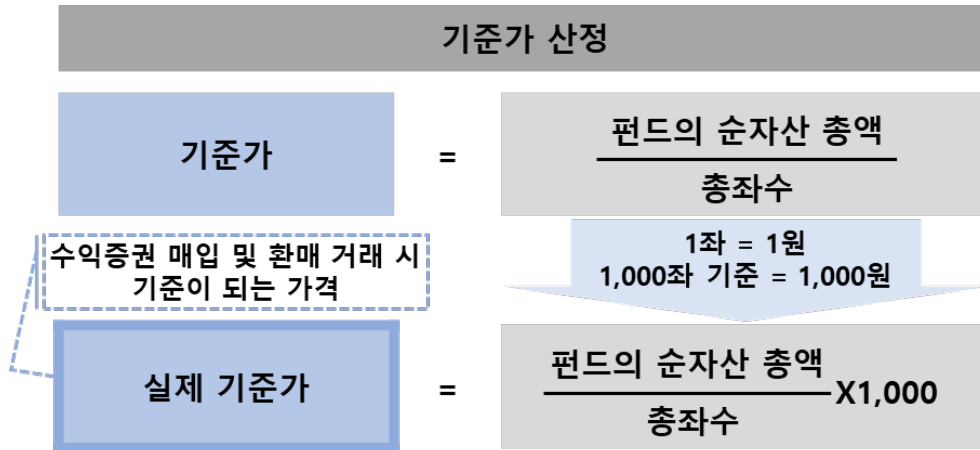 기준가 산정
기준가
=
펀드의 순자산 총액
총좌수
수익증권 매입 및 환매 거래 시
기준이 되는 가격
1좌 = 1원
1,000좌 기준 = 1,000원
실제 기준가
=
펀드의 순자산 총액
총좌수
X1,000